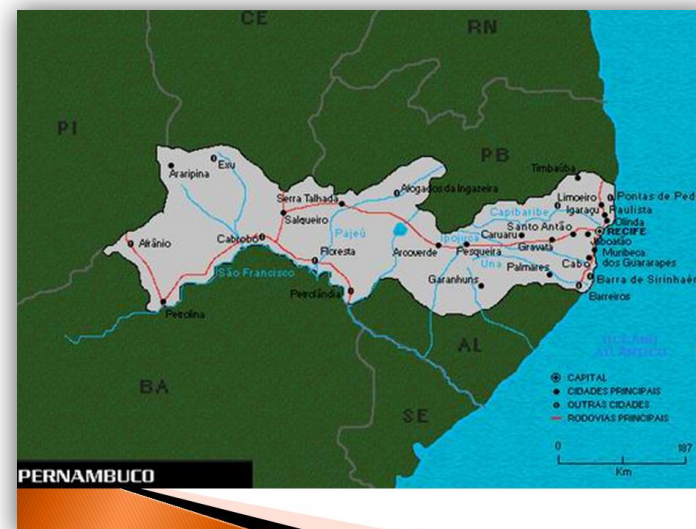 CE
RN
PI
PB
Exu
Araripina
Timbaúba
Afogados da Ingazeira
Limoeiro
Pontas de Ped
Serra Talhada
Igaraçu
Paulista
Capibaribe
Olinda
Salgueiro
Santo Antão
RECIFE
Pajeú
Ipojuca
Caruaru
Jaboatão
Afrânio
Cabrobó
Gravatá
Muribeca
dos Guararapes
Floresta
Arcoverde
Pesqueira
Cabo
Una
São Francisco
Palmares
Barra de Sirinhaém
Garanhuns
Petrolândia
Barreiros
Petrolina
OCEANO
ATLÂNTICO
AL
BA
SE
CAPITAL
CIDADES PRINCIPAIS
OUTRAS CIDADES
RODOVIAS PRINCIPAIS
0 187
Km
PERNAMBUCO